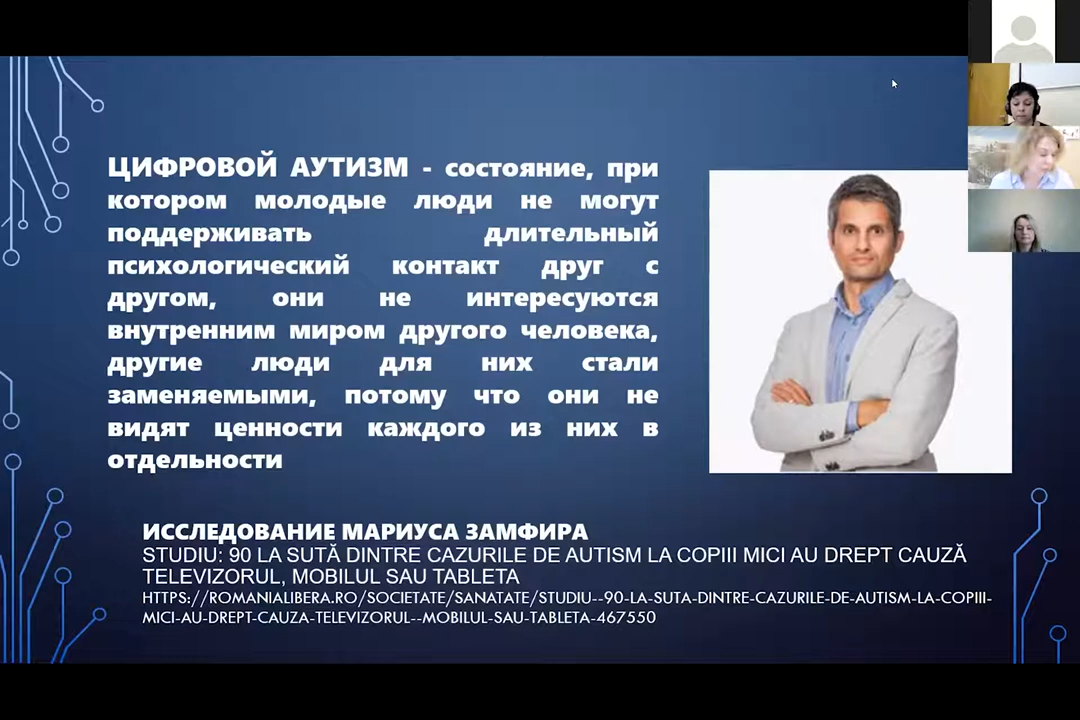 ЦИФРОВОЙ АУТИЗМ - состояние, при
котором молодые люди не могут
поддерживать длительный
психологический контакт друг с
другом, они не интересуются
внутренним миром другого человека,
другие люди для них стали
заменяемыми, потому что они не
видят ценности каждого из них в
отдельности
ИССЛЕДОВАНИЕ МАРИУСА ЗАМФИРА
STUDIU: 90 LA SUTĂ DINTRE CAZURILE DE AUTISM LA COPIII MICI AU DREPT CAUZĂ
TELEVIZORUL, MOBILUL SAU TABLETA
HTTPS://ROMANIALIBERA.RO/SOCIETATE/SANATATE/STUDIU--90-LA-SUTA-DINTRE-CAZURILE-DE-AUTISM-LA-COPIII-
MICI-AU-DREPT-CAUZA-TELEVIZORUL--MOBILUL-SAU-TABLETA-467550